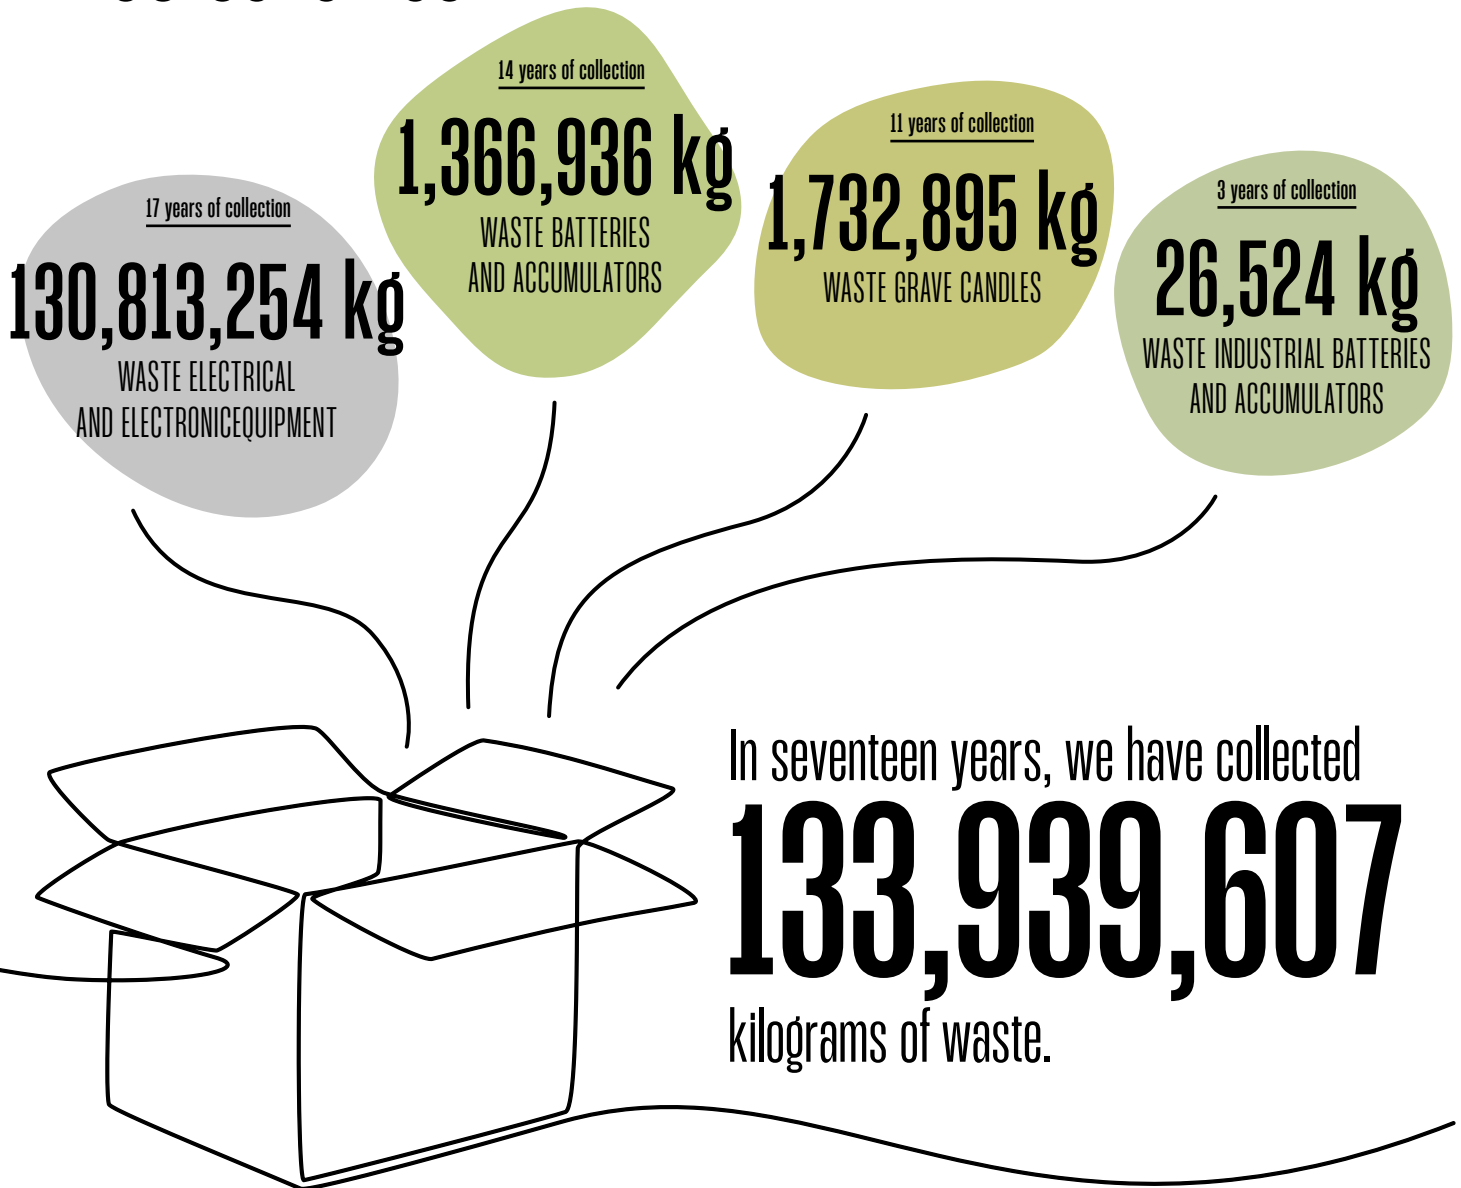 17 years of collection
130,813,254 kg
WASTE ELECTRICAL
AND ELECTRONICEQUIPMENT
14 years of collection
1,366,936 kg
WASTE BATTERIES
AND ACCUMULATORS
11 years of collection
1,732,895 kg
WASTE GRAVE CANDLES
3 years of collection
26,524 kg
WASTE INDUSTRIAL BATTERIES
AND ACCUMULATORS
In seventeen years, we have collected
133,939,607
kilograms of waste.